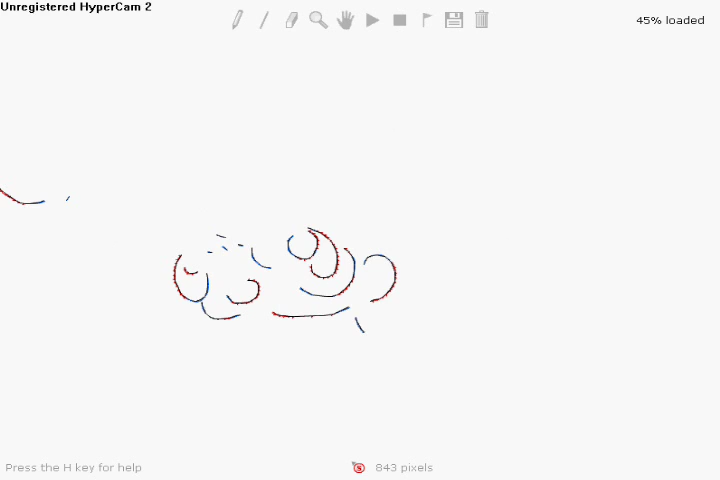 Unregistered HyperCam 2
45% loaded
Press the H key for help
843 pixels